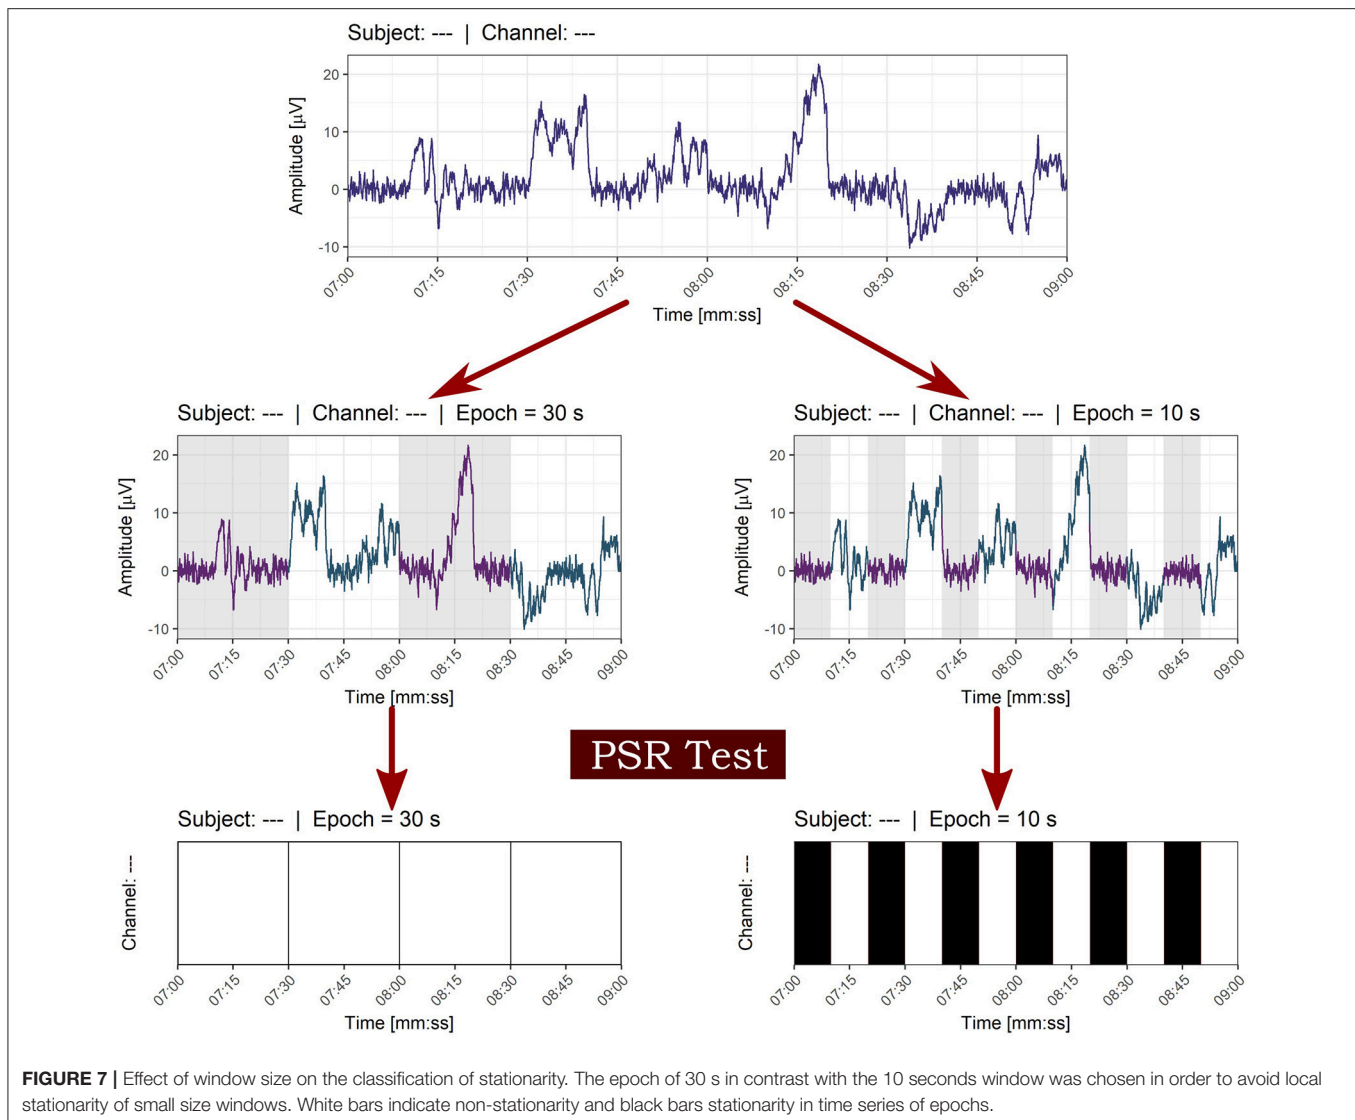 Subject: --- | Channel: ---
Amplitude [µV]
20
10
0
-10
07:00 07:15 07:30 07:45 08:00 08:15 08:30 08:45 09:00
Time [mm:ss]
Subject: --- | Channel: --- | Epoch = 30 s
Amplitude [µV]
20
10
0
-10
07:00 07:15 07:30 07:45 08:00 08:15 08:30 08:45 09:00
Time [mm:ss]
Subject: --- | Channel: --- | Epoch = 10 s
Amplitude [µV]
20
10
0
-10
07:00 07:15 07:30 07:45 08:00 08:15 08:30 08:45 09:00
Time [mm:ss]
PSR Test
Subject: --- | Epoch = 30 s
Channel: ---
07:00 07:15 07:30 07:45 08:00 08:15 08:30 08:45 09:00
Time [mm:ss]
Subject: --- | Epoch = 10 s
Channel: ---
07:00 07:15 07:30 07:45 08:00 08:15 08:30 08:45 09:00
Time [mm:ss]
FIGURE 7 | Effect of window size on the classification of stationarity. The epoch of 30 s in contrast with the 10 seconds window was chosen in order to avoid local
stationarity of small size windows. White bars indicate non-stationarity and black bars stationarity in time series of epochs.